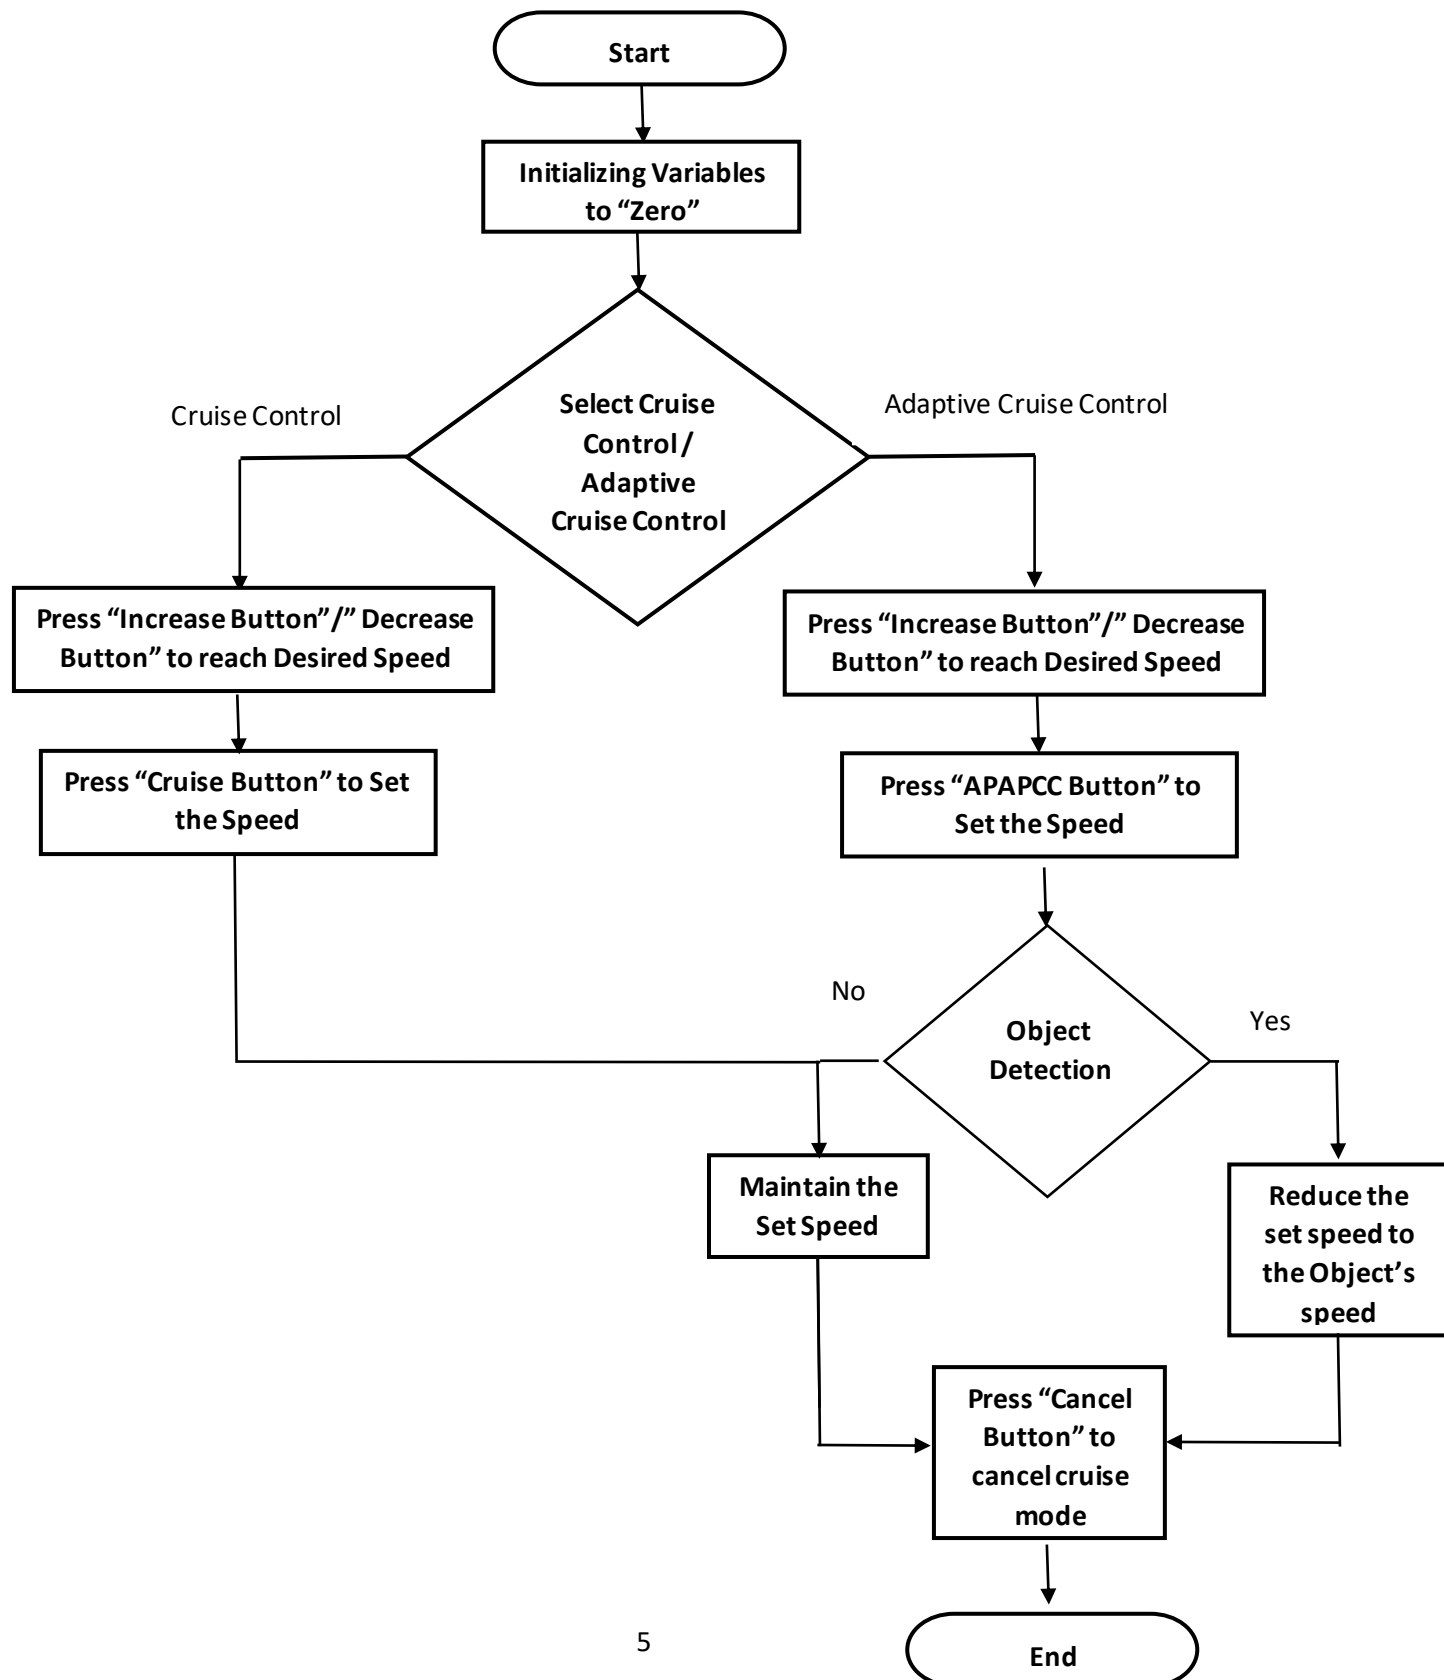 Start
Initializing Variables
to “Zero”
Cruise Control
Select Cruise
Control /
Adaptive
Cruise Control
Adaptive Cruise Control
Press “Increase Button”/” Decrease
Button” to reach Desired Speed
Press “Increase Button”/” Decrease
Button” to reach Desired Speed
Press “Cruise Button” to Set
the Speed
Press “APAPCC Button” to
Set the Speed
No
Object
Detection
Yes
Maintain the
Set Speed
Reduce the
set speed to
the Object’s
speed
Press “Cancel
Button” to
cancel cruise
mode
5
End